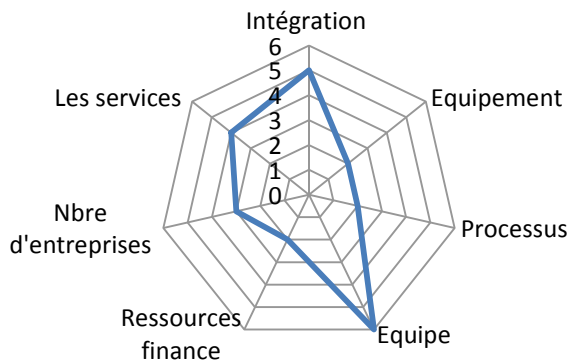 Intégration
6
5
4
3
2
1
0
Equipement
Processus
Equipe
Ressources
finance
Nbre
d'entreprises
Les services